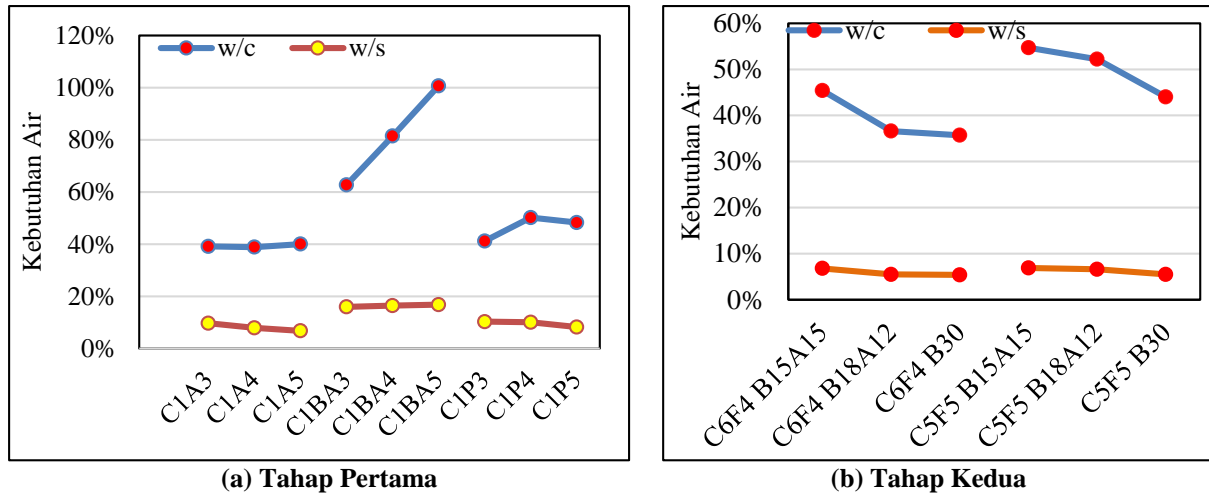 120%
100%
80%
60%
40%
20%
0%
Kebutuhan Air
w/c
w/s
C1A3
C1A4
C1A5
C1BA3
C1BA4
C1BA5
C1P3
C1P4
C1P5
(a) Tahap Pertama
60%
50%
40%
30%
20%
10%
0%
Kebutuhan Air
w/c
w/s
C6F4 B15A15
C6F4 B18A12
C6F4 B30
C5F5 B15A15
C5F5 B18A12
C5F5 B30
(b) Tahap Kedua